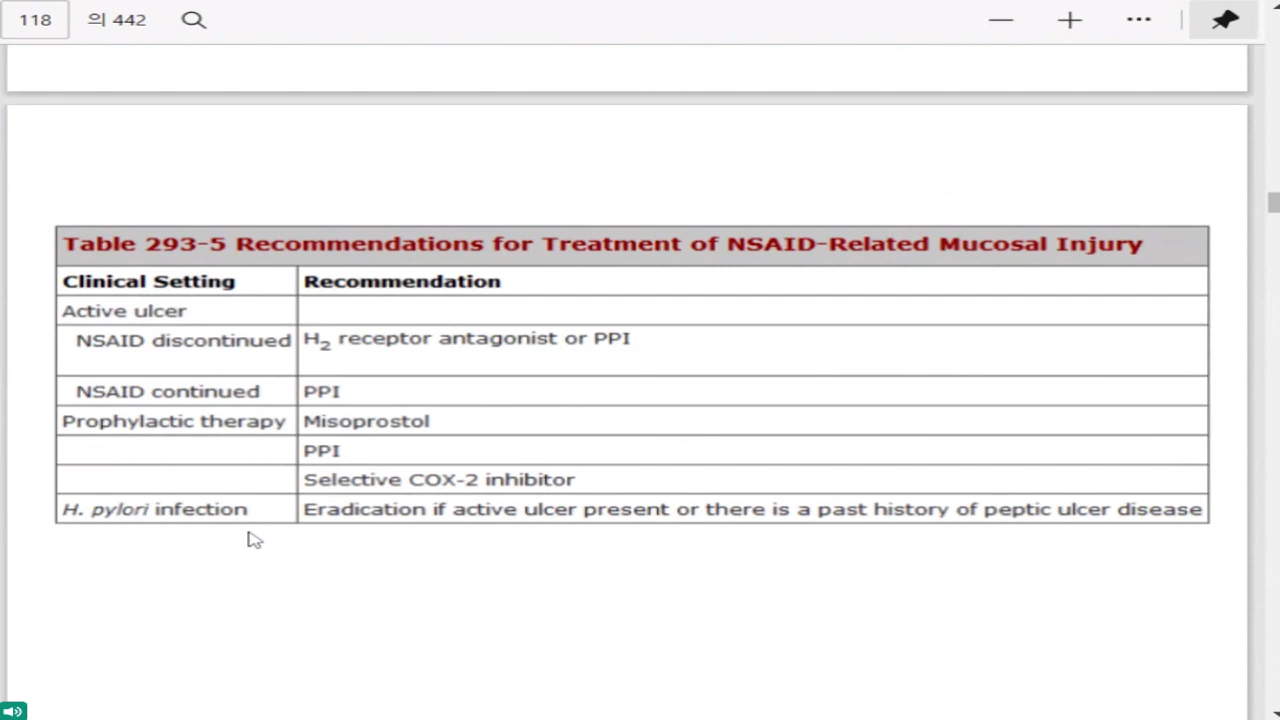 118 의 442
Table 293-5 Recommendations for Treatment of NSAID-Related Mucosal Injury
Clinical Setting Recommendation
Active ulcer
NSAID discontinued H2 receptor antagonist or PPI
NSAID continued PPI
Prophylactic therapy Misoprostol
PPI
Selective COX-2 inhibitor
H. pylori infection Eradication if active ulcer present or there is a past history of peptic ulcer disease